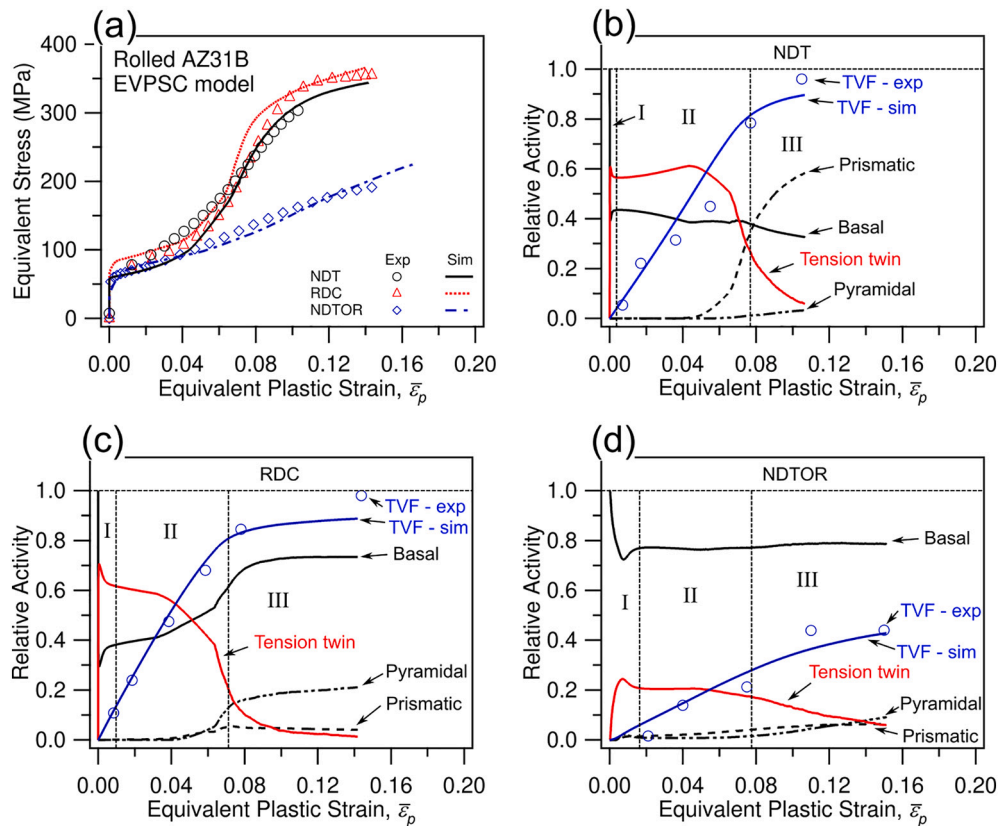 (a)
Rolled AZ31B
EVPSC model
Equivalent Stress (MPa)
400
300
200
100
0
Exp Sim
NDT
RDC
NDTOR
0.00 0.04 0.08 0.12 0.16 0.20
Equivalent Plastic Strain, ε̅p
(b)
NDT
Relative Activity
1.0
0.8
0.6
0.4
0.2
0.0
I
II
III
TVF - exp
TVF - sim
Prismatic
Basal
Tension twin
Pyramidal
0.00 0.04 0.08 0.12 0.16 0.20
Equivalent Plastic Strain, ε̅p
(c)
RDC
Relative Activity
1.0
0.8
0.6
0.4
0.2
0.0
I
II
III
TVF - exp
TVF - sim
Basal
Tension twin
Pyramidal
Prismatic
0.00 0.04 0.08 0.12 0.16 0.20
Equivalent Plastic Strain, ε̅p
(d)
NDTOR
Relative Activity
1.0
0.8
0.6
0.4
0.2
0.0
Basal
I
II
III
TVF - exp
TVF - sim
Tension twin
Pyramidal
Prismatic
0.00 0.04 0.08 0.12 0.16 0.20
Equivalent Plastic Strain, ε̅p